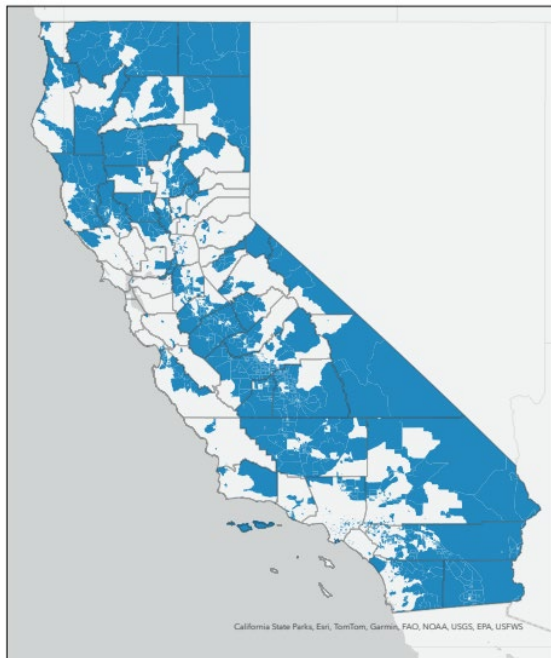 California State Parks, Esri, TomTom, Garmin, FAO, NOAA, USGS, EPA, USFWS